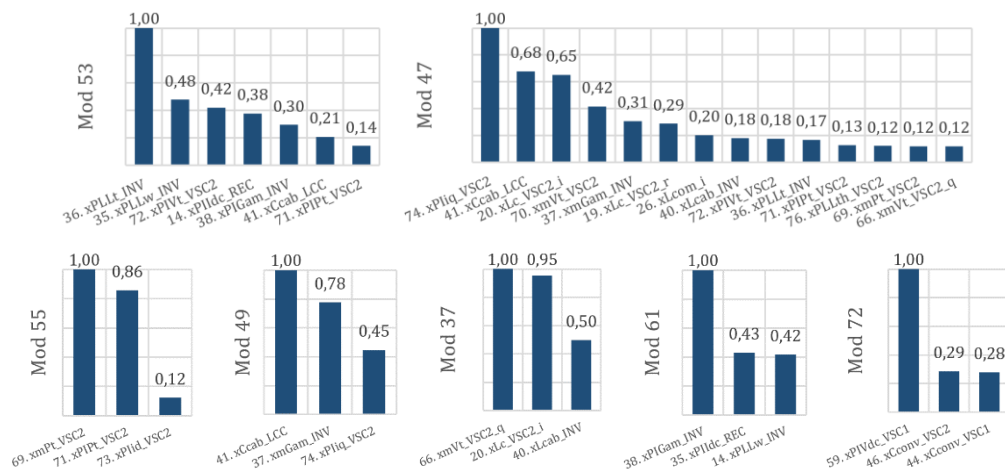 Mod 53
1,00
0,48
0,42
0,38
0,30
0,21
0,14
36. xPLLt_INV
35. xPLLw_INV
72. xPIVt_VSC2
14. xPIIdc_REC
38. xPIGam_INV
41. xCcab_LCC
71. xPIPt_VSC2
Mod 47
1,00
0,68
0,65
0,42
0,31
0,29
0,20
0,18
0,18
0,17
0,13
0,12
0,12
0,12
74. xPIiq_VSC2
41. xCcab_LCC
20. xLc_VSC2_i
70. xmVt_VSC2
37. xmGam_INV
19. xLc_VSC2_r
26. xLcom_i
40. xLcab_INV
72. xPIVt_VSC2
36. xPLLt_INV
71. xPIPt_VSC2
76. xPLLth_VSC2
69. xmPt_VSC2
66. xmVt_VSC2_q
Mod 55
1,00
0,86
0,12
69. xmPt_VSC2
71. xPIPt_VSC2
73. xPIid_VSC2
Mod 49
1,00
0,78
0,45
41. xCcab_LCC
37. xmGam_INV
74. xPIiq_VSC2
Mod 37
1,00
0,95
0,50
66. xmVt_VSC2_q
20. xLc_VSC2_i
40. xLcab_INV
Mod 61
1,00
0,43
0,42
38. xPIGam_INV
35. xPIIdc_REC
14. xPLLw_INV
Mod 72
1,00
0,29
0,28
59. xPIVdc_VSC1
46. xConv_VSC2
44. xConv_VSC1